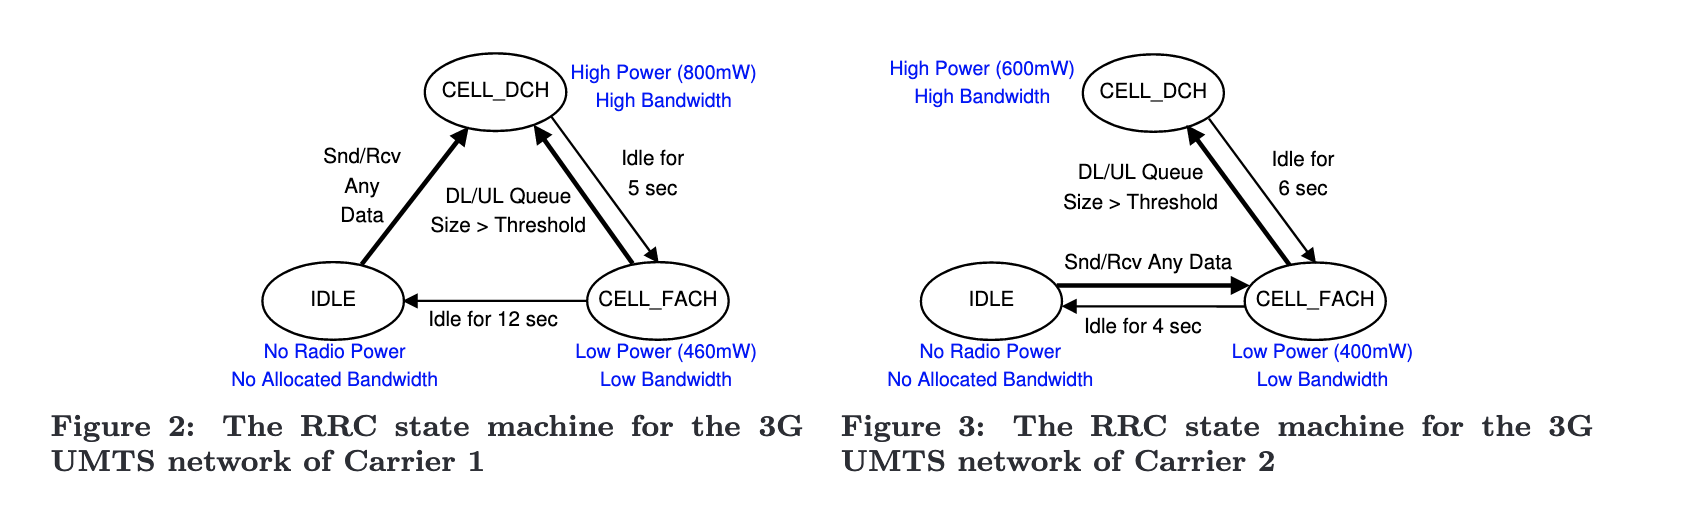 CELL_DCH
High Power (800mW)
High Bandwidth
Snd/Rcv
Any
Data
DL/UL Queue
Size > Threshold
Idle for
5 sec
IDLE
CELL_FACH
Idle for 12 sec
No Radio Power
No Allocated Bandwidth
Low Power (460mW)
Low Bandwidth
Figure 2: The RRC state machine for the 3G
UMTS network of Carrier 1
High Power (600mW)
High Bandwidth
CELL_DCH
DL/UL Queue
Size > Threshold
Idle for
6 sec
Snd/Rcv Any Data
IDLE
CELL_FACH
Idle for 4 sec
No Radio Power
No Allocated Bandwidth
Low Power (400mW)
Low Bandwidth
Figure 3: The RRC state machine for the 3G
UMTS network of Carrier 2